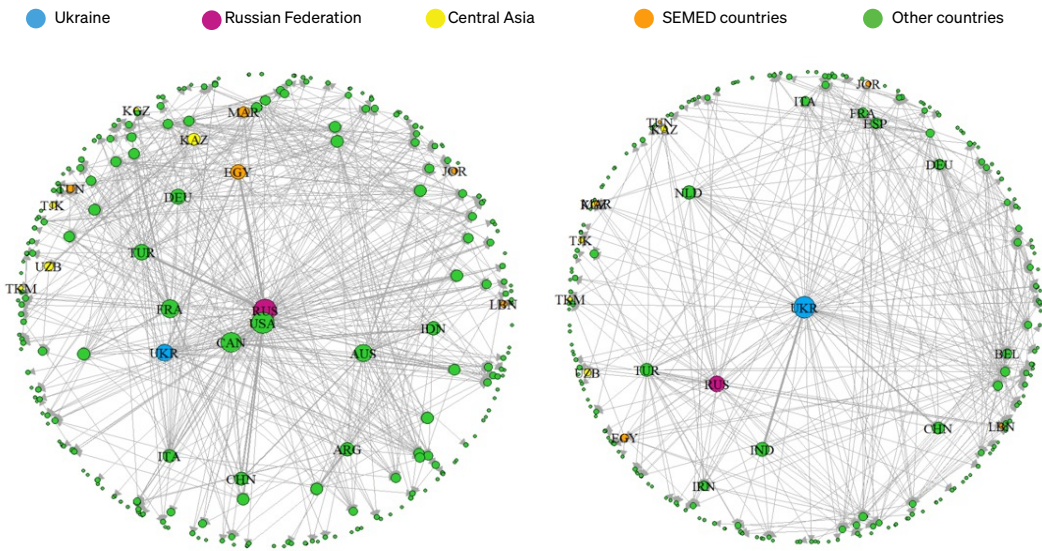 Ukraine Russian Federation Central Asia SEMED countries Other countries
KGZ
MAR
KAZ
EGY
JOR
TUN
TJK
DEU
TUR
UZB
TKM
FRA
RUS
LBN
USA
IDN
CAN
UKR
AUS
ITA
ARG
CHN
JOR
ITA
FRA
ESP
TUN
KAZ
DEU
NLD
MAR
TJK
TKM
UKR
BEL
UZB
TUR
RUS
EGY
CHN
LBN
IND
IRN